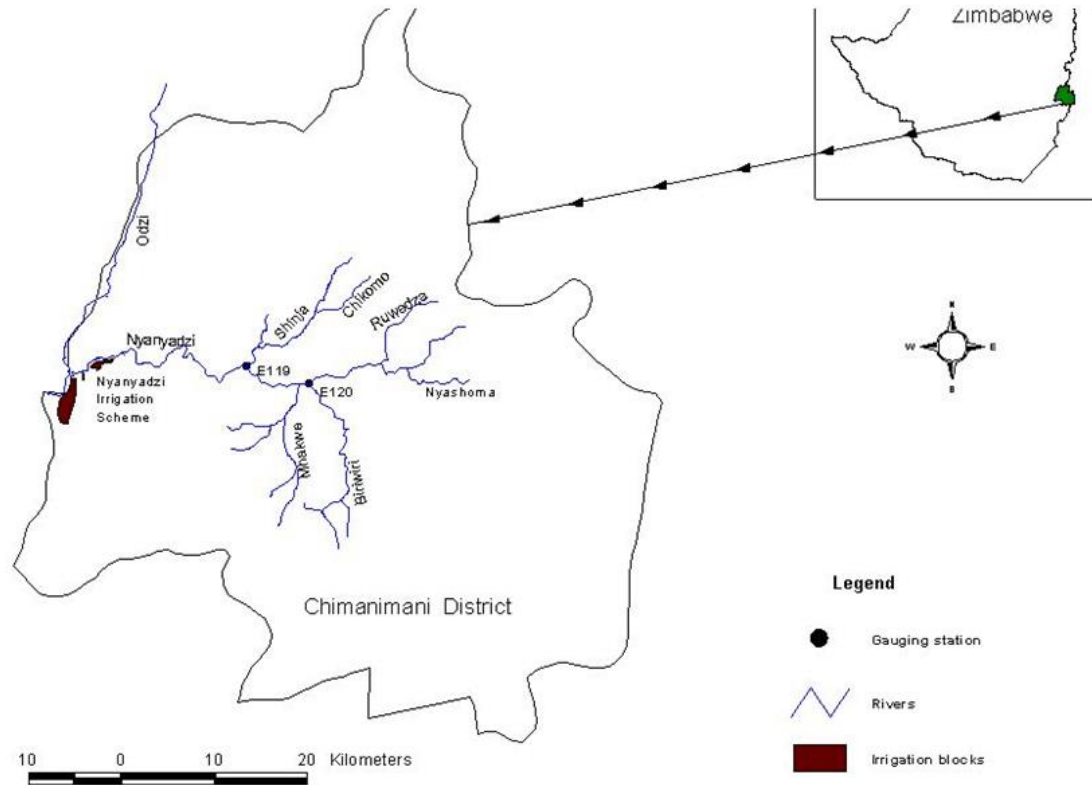 Zimbabwe
Odzi
Shinja
Chikomo
Ruwedza
Nyanyadzi
N
W
E
S
E119
E120
Nyanyadzi
Irrigation
Scheme
Nyashoma
Mhakwe
Biriwiri
Chimanimani District
Legend
Gauging station
Rivers
Irrigation blocks
10 0 10 20 Kilometers